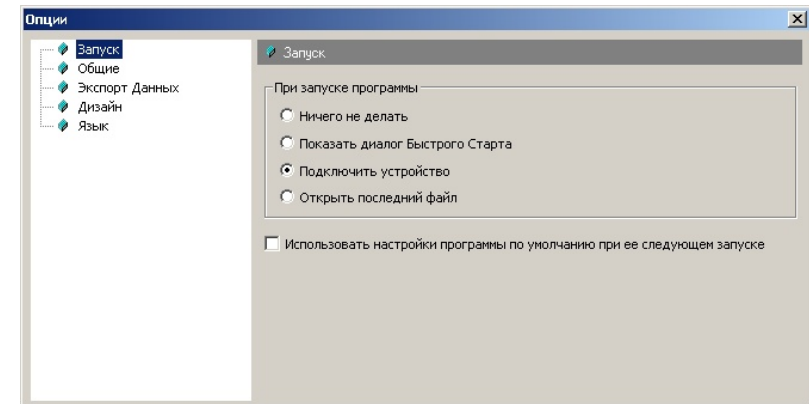 Опции
Запуск
Общие
Экспорт Данных
Дизайн
Язык
Запуск
При запуске программы
Ничего не делать
Показать диалог Быстрого Старта
Подключить устройство
Открыть последний файл
Использовать настройки программы по умолчанию при ее следующем запуске